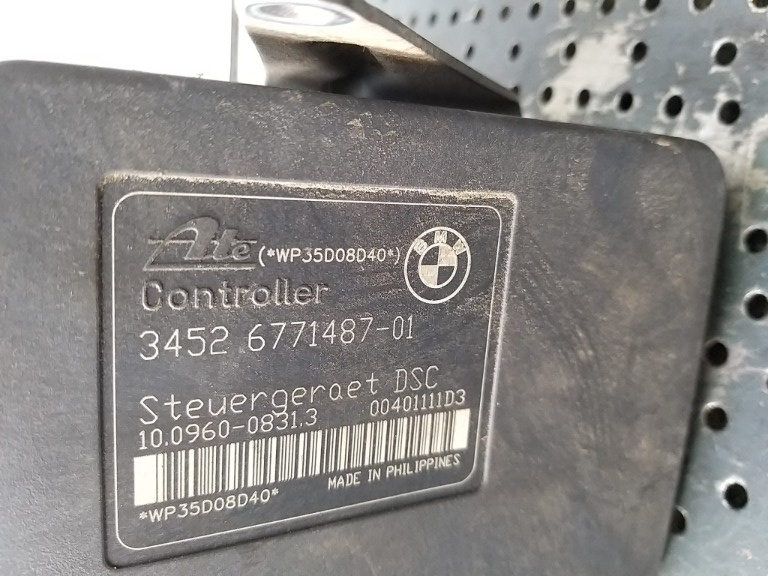 Ate (*WP35D08D40*) BMW
Controller
3452 6771487-01
Steuergeraet DSC
10.0960-0831.3 00401111D3
MADE IN PHILIPPINES
*WP35D08D40*